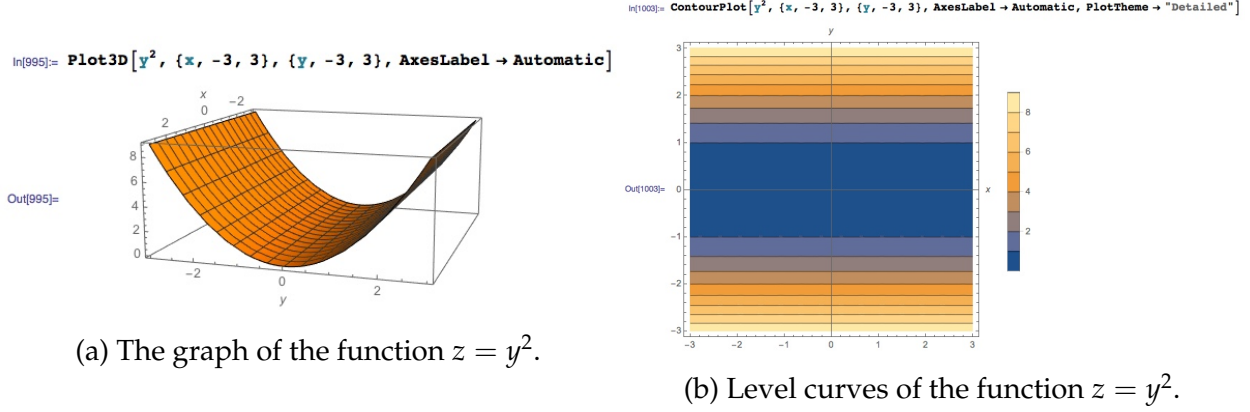 In[995]:= Plot3D[y², {x, -3, 3}, {y, -3, 3}, AxesLabel → Automatic]
x
-2
0
2
8
6
4
2
0
Out[995]=
-2
0
2
y
(a) The graph of the function z = y².
In[1003]:= ContourPlot[y², {x, -3, 3}, {y, -3, 3}, AxesLabel → Automatic, PlotTheme → "Detailed"]
y
3
2
1
Out[1003]= 0
x
-1
-2
-3
-3 -2 -1 0 1 2 3
8
6
4
2
(b) Level curves of the function z = y².